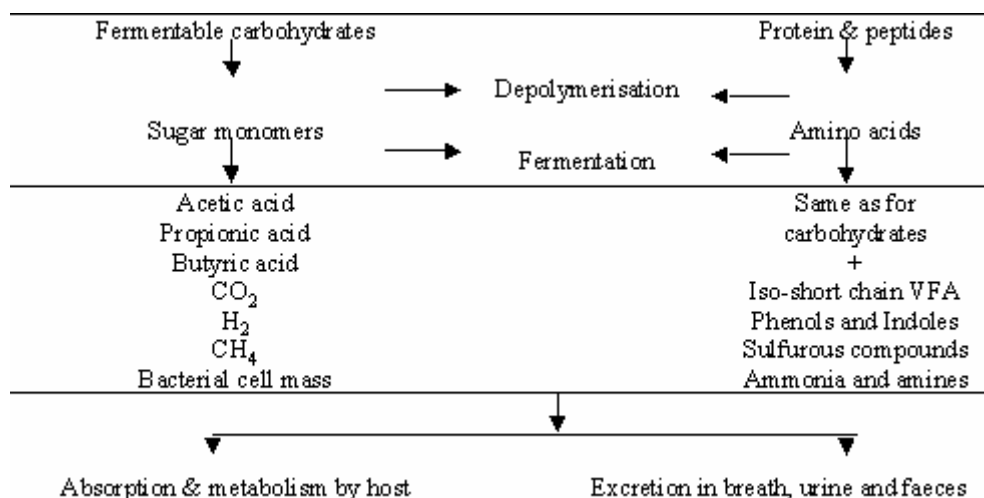 Fermentable carbohydrates
Protein & peptides
Depolymerisation
Sugar monomers
Amino acids
Fermentation
Acetic acid
Propionic acid
Butyric acid
CO2
H2
CH4
Bacterial cell mass
Same as for
carbohydrates
+
Iso-short chain VFA
Phenols and Indoles
Sulfurous compounds
Ammonia and amines
Absorption & metabolism by host
Excretion in breath, urine and faeces